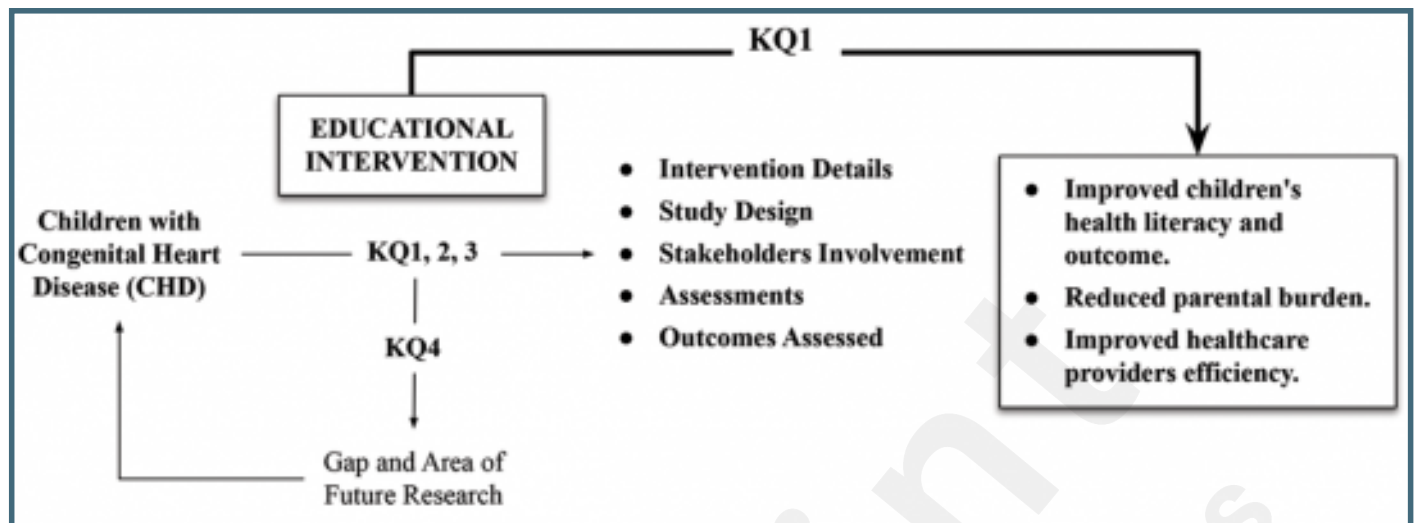 KQ1
EDUCATIONAL
INTERVENTION
Children with
Congenital Heart
Disease (CHD)
KQ1, 2, 3
KQ4
Gap and Area of
Future Research
● Intervention Details
● Study Design
● Stakeholders Involvement
● Assessments
● Outcomes Assessed
● Improved children's
health literacy and
outcome.
● Reduced parental burden.
● Improved healthcare
providers efficiency.